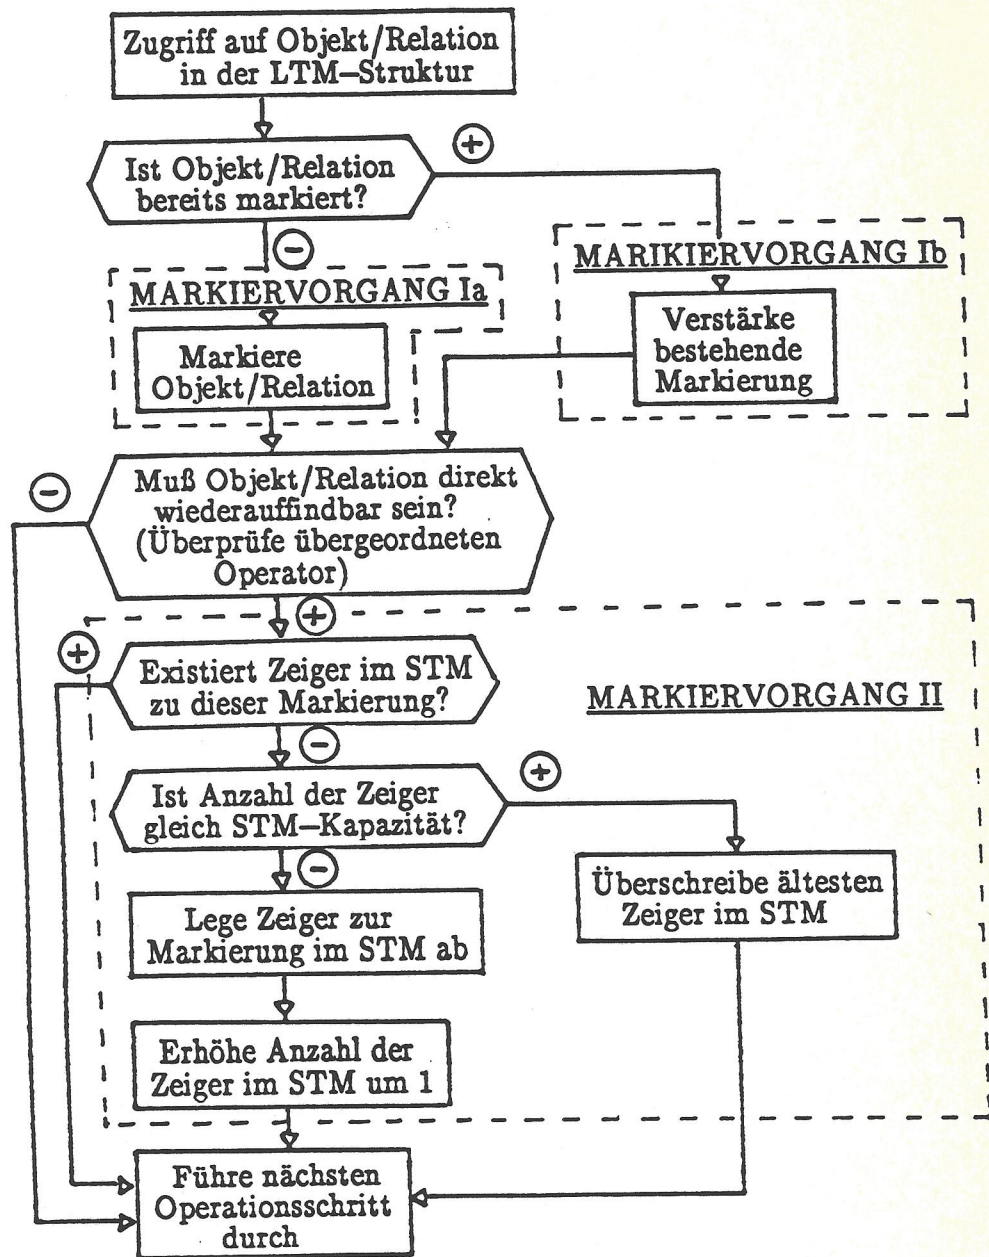 Zugriff auf Objekt/Relation
in der LTM–Struktur
+
Ist Objekt/Relation
bereits markiert?
−
MARKIERVORGANG Ia
MARIKIERVORGANG Ib
Markiere
Objekt/Relation
Verstärke
bestehende
Markierung
−
Muß Objekt/Relation direkt
wiederauffindbar sein?
(Überprüfe übergeordneten
Operator)
+
+
Existiert Zeiger im STM
zu dieser Markierung?
MARKIERVORGANG II
−
+
Ist Anzahl der Zeiger
gleich STM–Kapazität?
−
Lege Zeiger zur
Markierung im STM ab
Überschreibe ältesten
Zeiger im STM
Erhöhe Anzahl der
Zeiger im STM um 1
Führe nächsten
Operationsschritt
durch